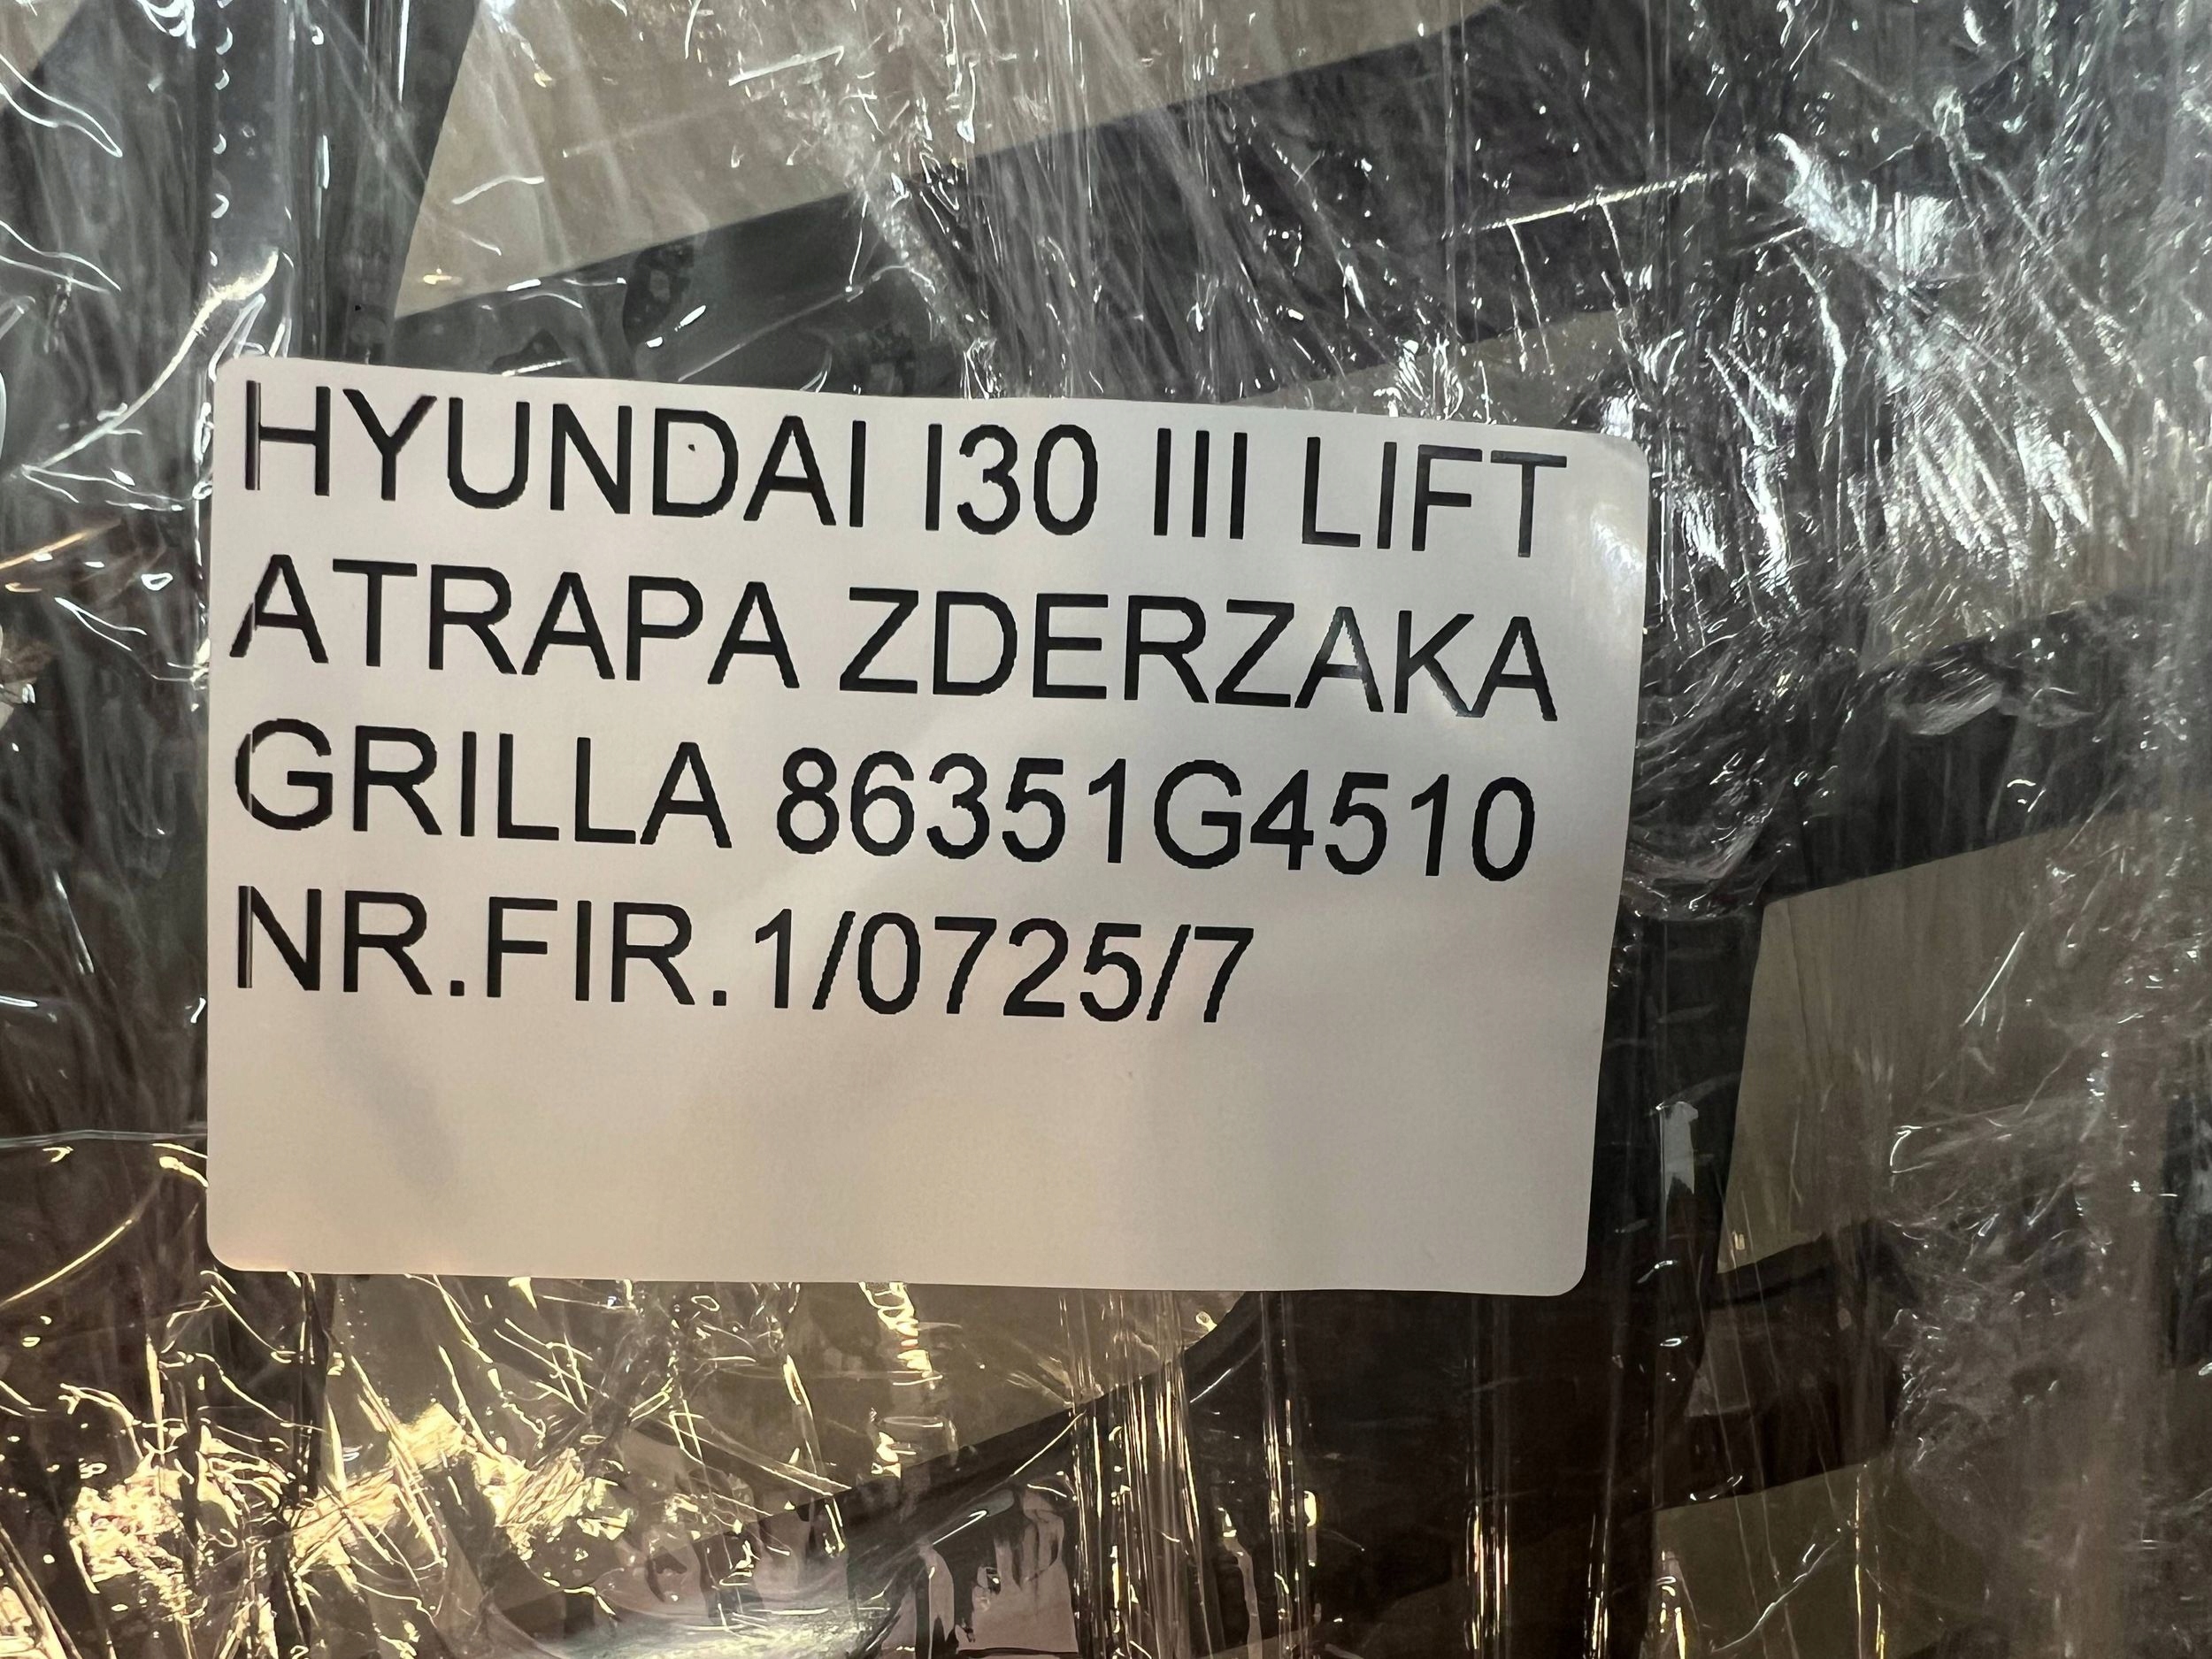 HYUNDAI I30 III LIFT
ATRAPA ZDERZAKA
GRILLA 86351G4510
NR.FIR.1/0725/7